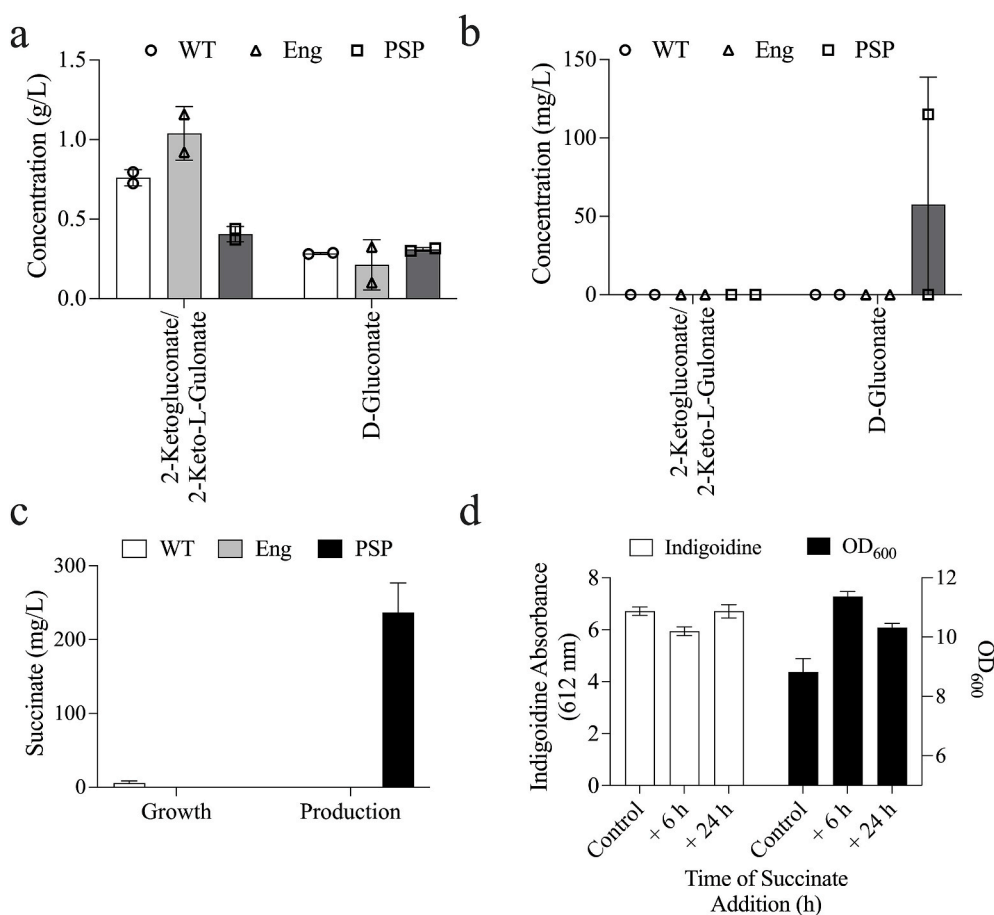 a
WT Eng PSP
Concentration (g/L)
1.5
1.0
0.5
0.0
2-Ketogluconate/
2-Keto-L-Gulonate
D-Gluconate
b
WT Eng PSP
Concentration (mg/L)
150
100
50
0
2-Ketogluconate/
2-Keto-L-Gulonate
D-Gluconate
c
WT Eng PSP
Succinate (mg/L)
300
200
100
0
Growth Production
d
Indigoidine OD600
Indigoidine Absorbance
(612 nm)
8
6
4
2
0
12
10
8
6
OD600
Control + 6 h + 24 h Control + 6 h + 24 h
Time of Succinate
Addition (h)